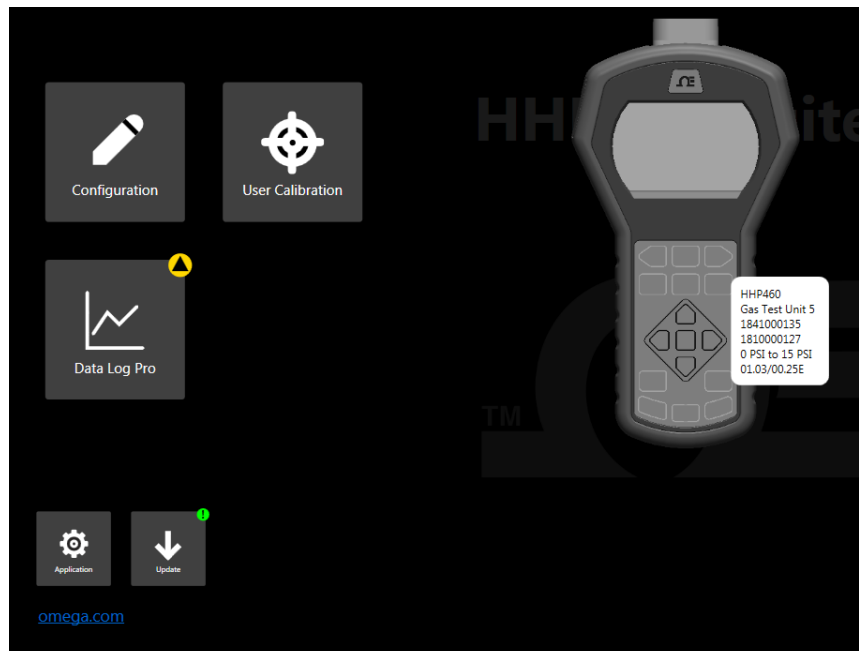 Configuration
User Calibration
Data Log Pro
HHP460
Gas Test Unit 5
1841000135
1810000127
0 PSI to 15 PSI
01.03/00.25E
TM
Application
Update
omega.com